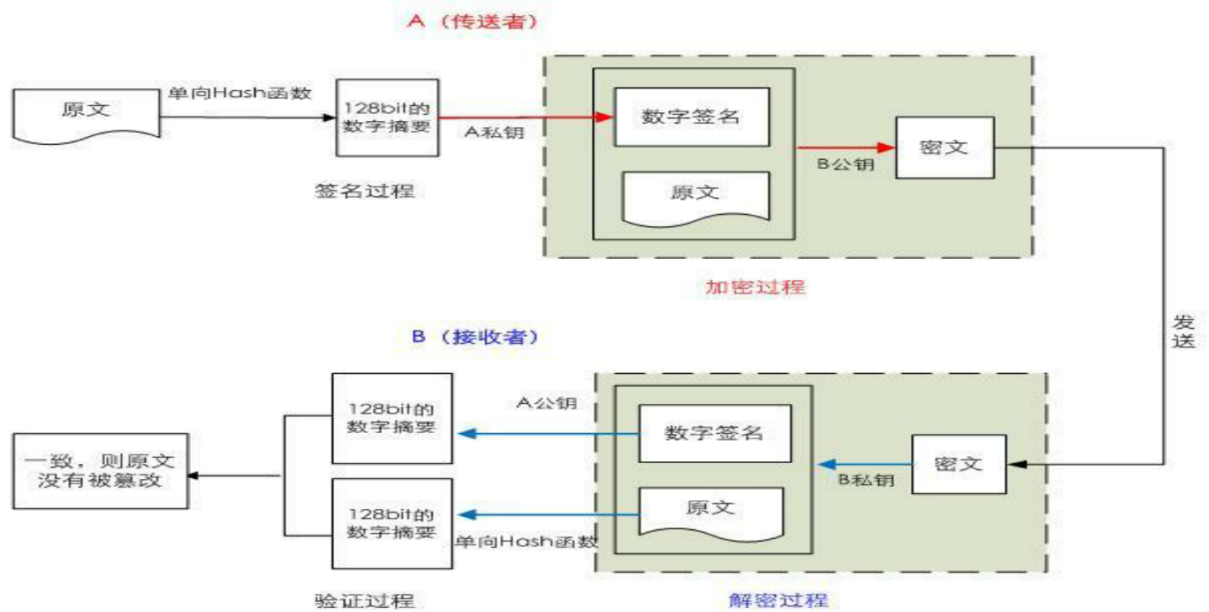 A（传送者）
原文
单向Hash函数
128bit的
数字摘要
A私钥
数字签名
原文
B公钥
密文
签名过程
加密过程
发
送
B（接收者）
一致，则原文
没有被篡改
128bit的
数字摘要
A公钥
数字签名
B私钥
密文
128bit的
数字摘要
单向Hash函数
原文
验证过程
解密过程